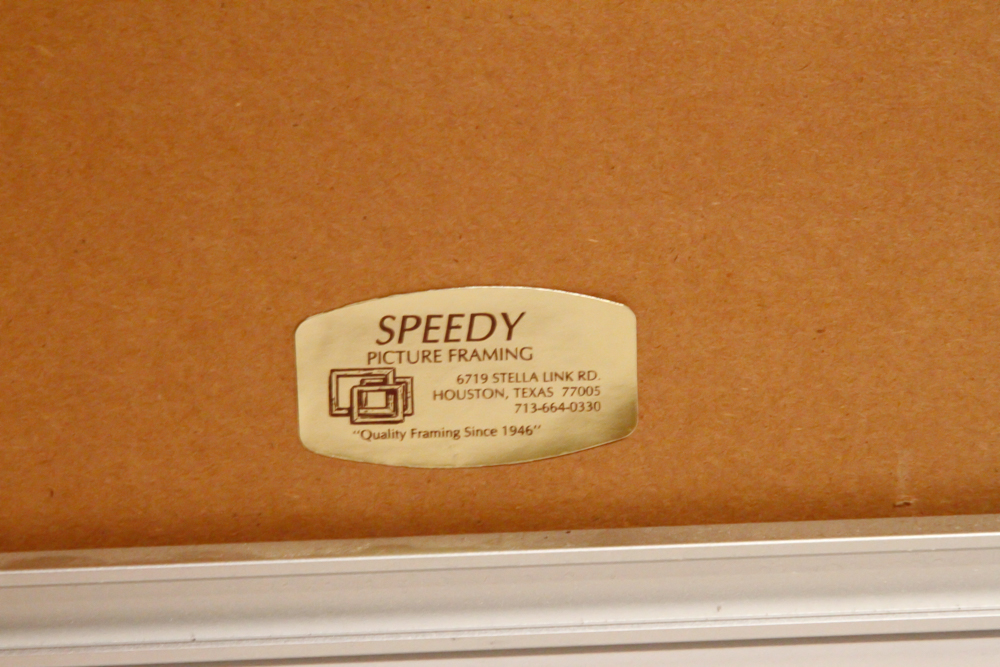 SPEEDY
PICTURE FRAMING
6719 STELLA LINK RD.
HOUSTON, TEXAS 77005
713-664-0330
"Quality Framing Since 1946"